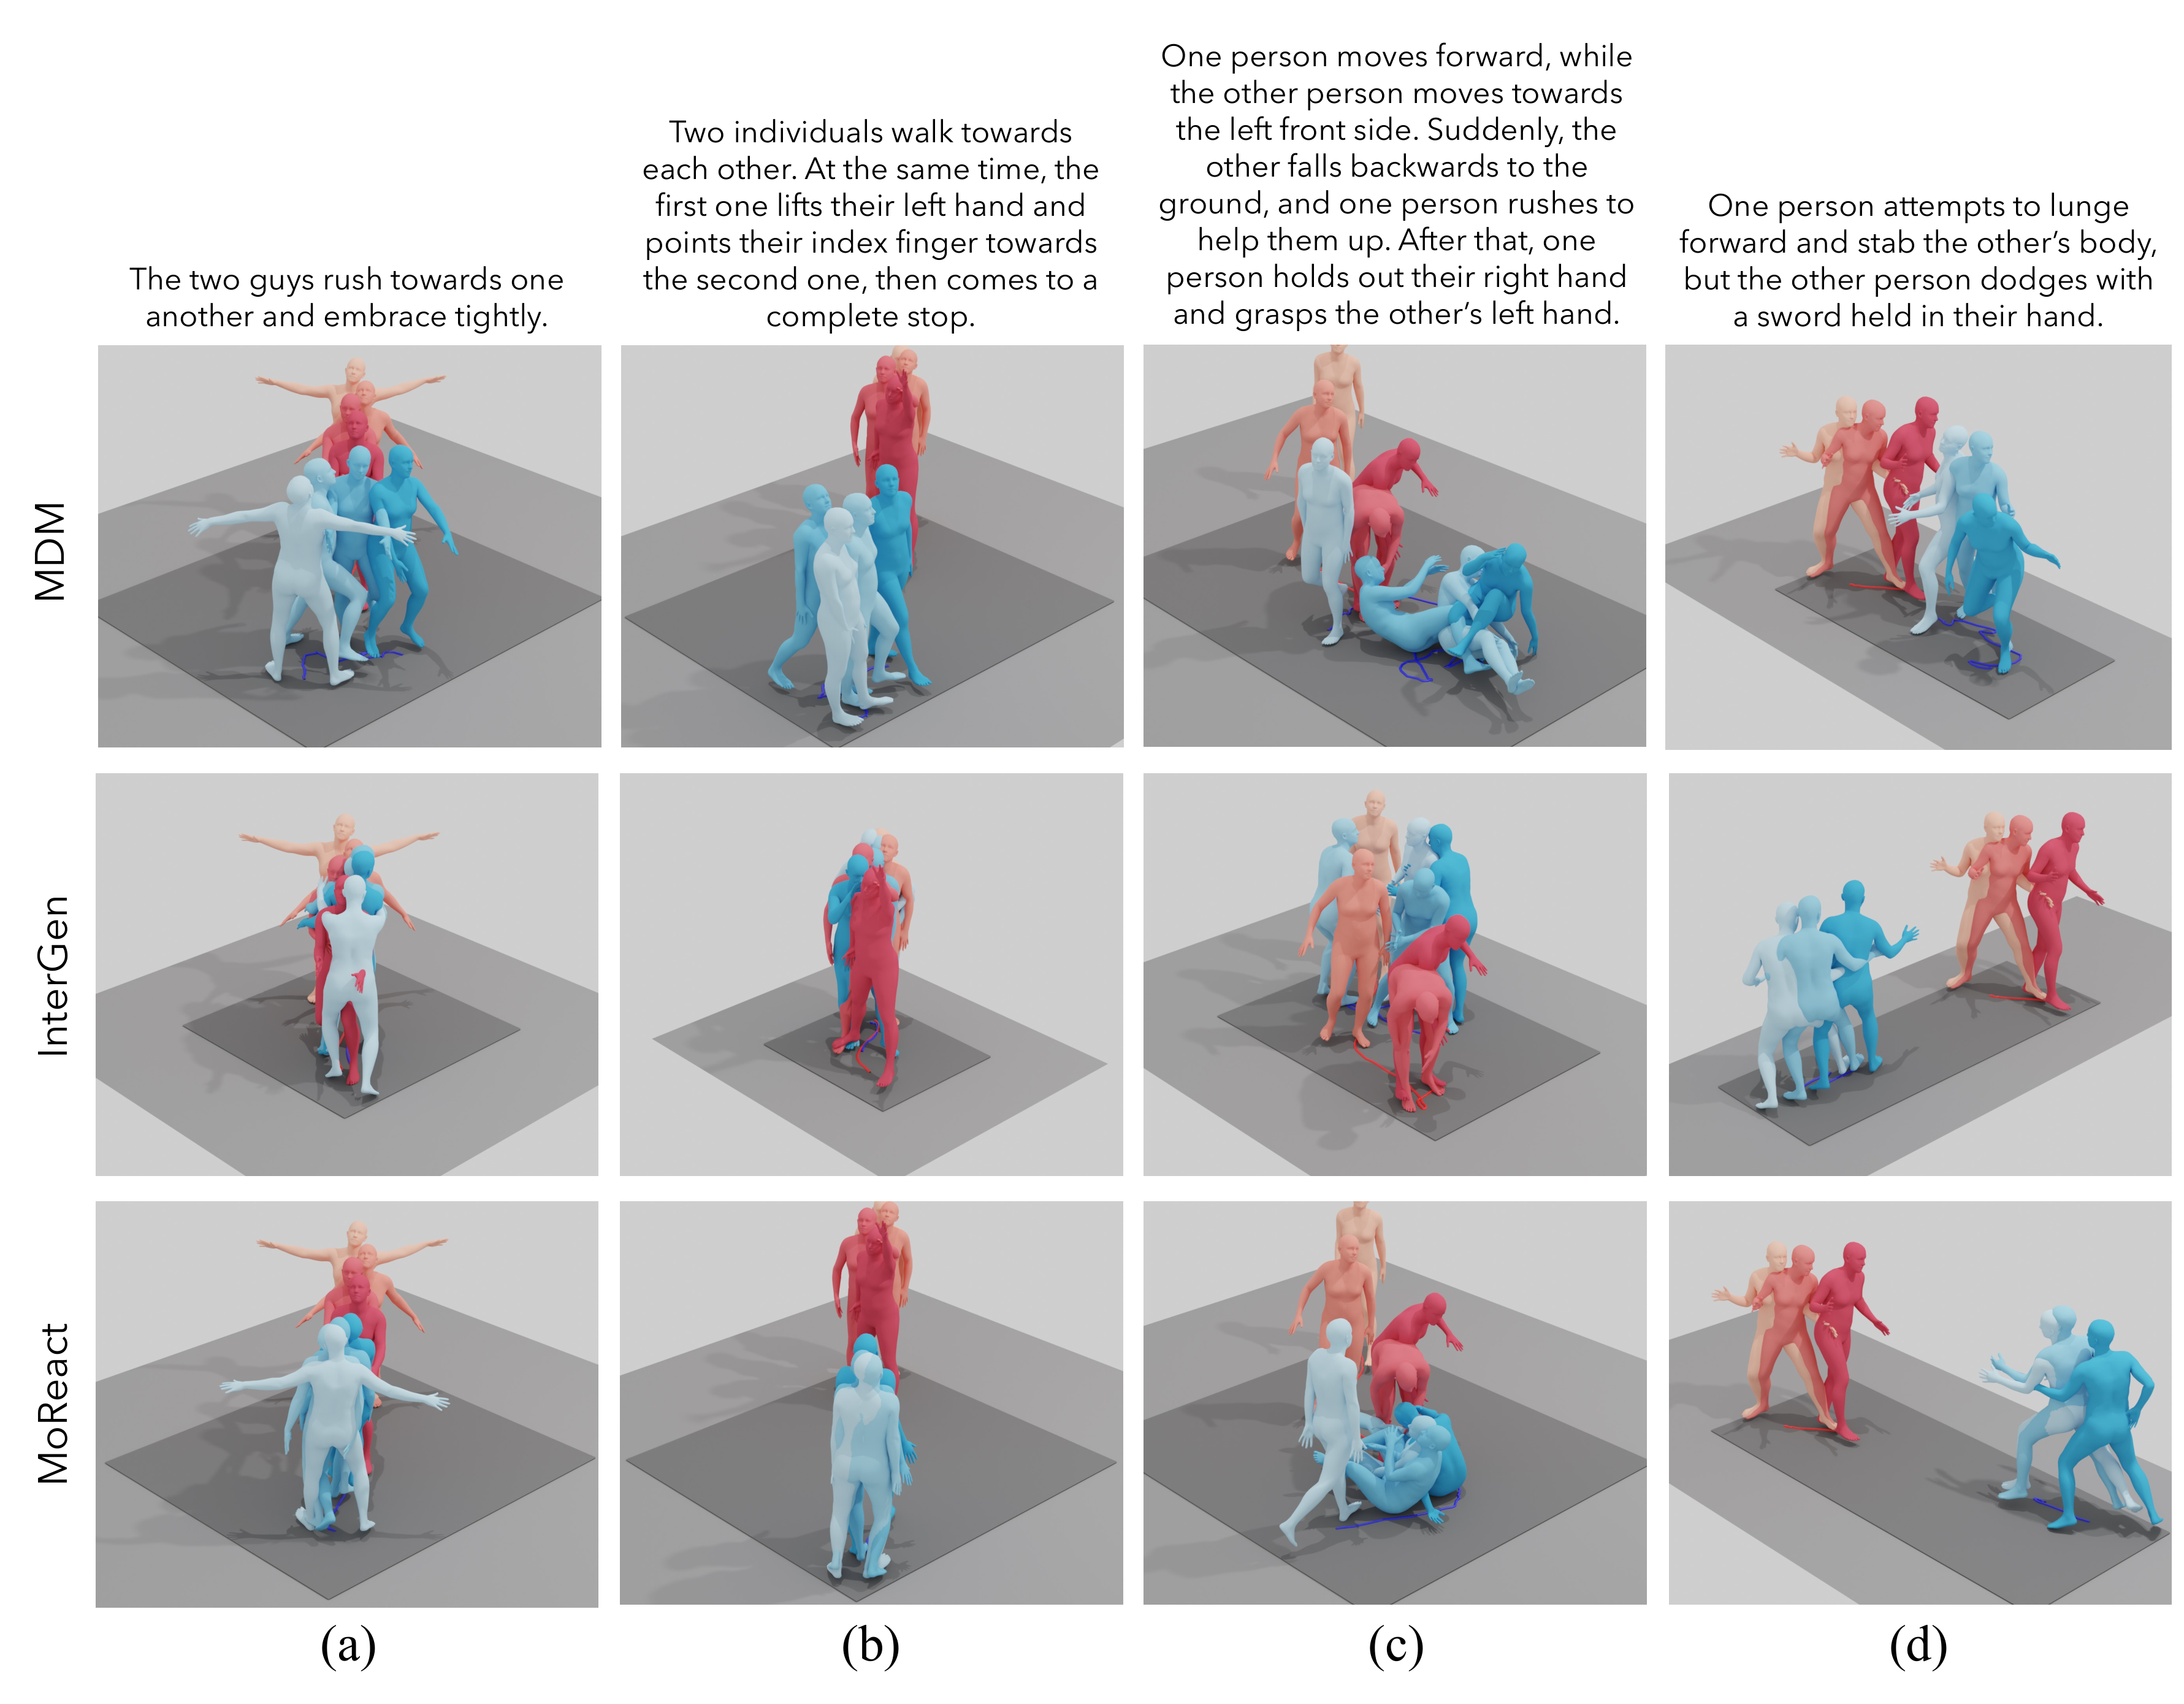 The two guys rush towards one
another and embrace tightly.
Two individuals walk towards
each other. At the same time, the
first one lifts their left hand and
points their index finger towards
the second one, then comes to a
complete stop.
One person moves forward, while
the other person moves towards
the left front side. Suddenly, the
other falls backwards to the
ground, and one person rushes to
help them up. After that, one
person holds out their right hand
and grasps the other’s left hand.
One person attempts to lunge
forward and stab the other’s body,
but the other person dodges with
a sword held in their hand.
MDM
InterGen
MoReact
(a)
(b)
(c)
(d)